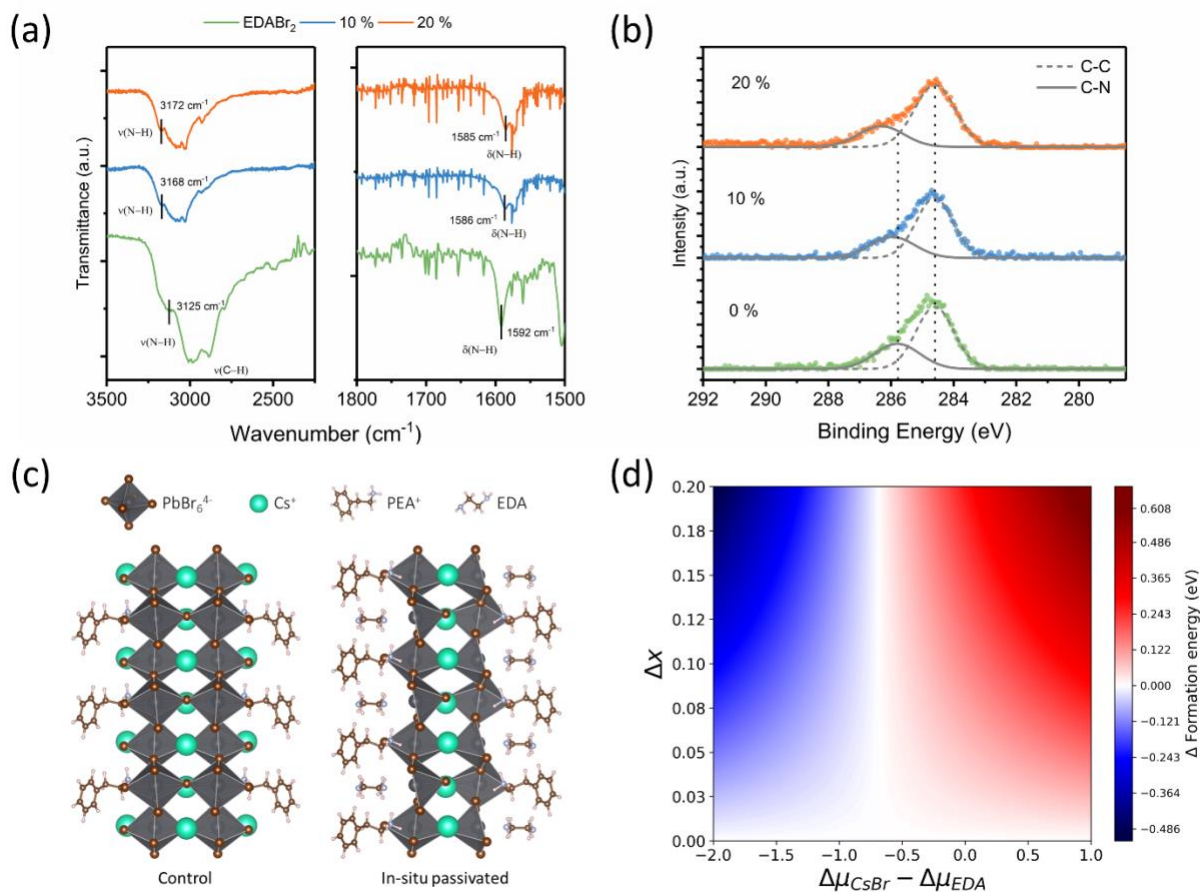 (a)
EDABr₂ 10 % 20 %
3172 cm⁻¹
ν(N–H)
3168 cm⁻¹
ν(N–H)
3125 cm⁻¹
ν(N–H)
ν(C–H)
1585 cm⁻¹
δ(N–H)
1586 cm⁻¹
δ(N–H)
1592 cm⁻¹
δ(N–H)
Transmittance (a.u.)
3500 3000 2500 1800 1700 1600 1500
Wavenumber (cm⁻¹)
(b)
C-C
C-N
20 %
10 %
0 %
Intensity (a.u.)
292 290 288 286 284 282 280
Binding Energy (eV)
(c)
PbBr₆⁴⁻ Cs⁺ PEA⁺ EDA
Control In-situ passivated
(d)
0.20
0.18
0.15
0.13
0.10
0.08
0.05
0.03
0.00
Δx
−2.0 −1.5 −1.0 −0.5 0.0 0.5 1.0
Δμ_CsBr − Δμ_EDA
0.608
0.486
0.365
0.243
0.122
0.000
-0.121
-0.243
-0.364
-0.486
Δ Formation energy (eV)